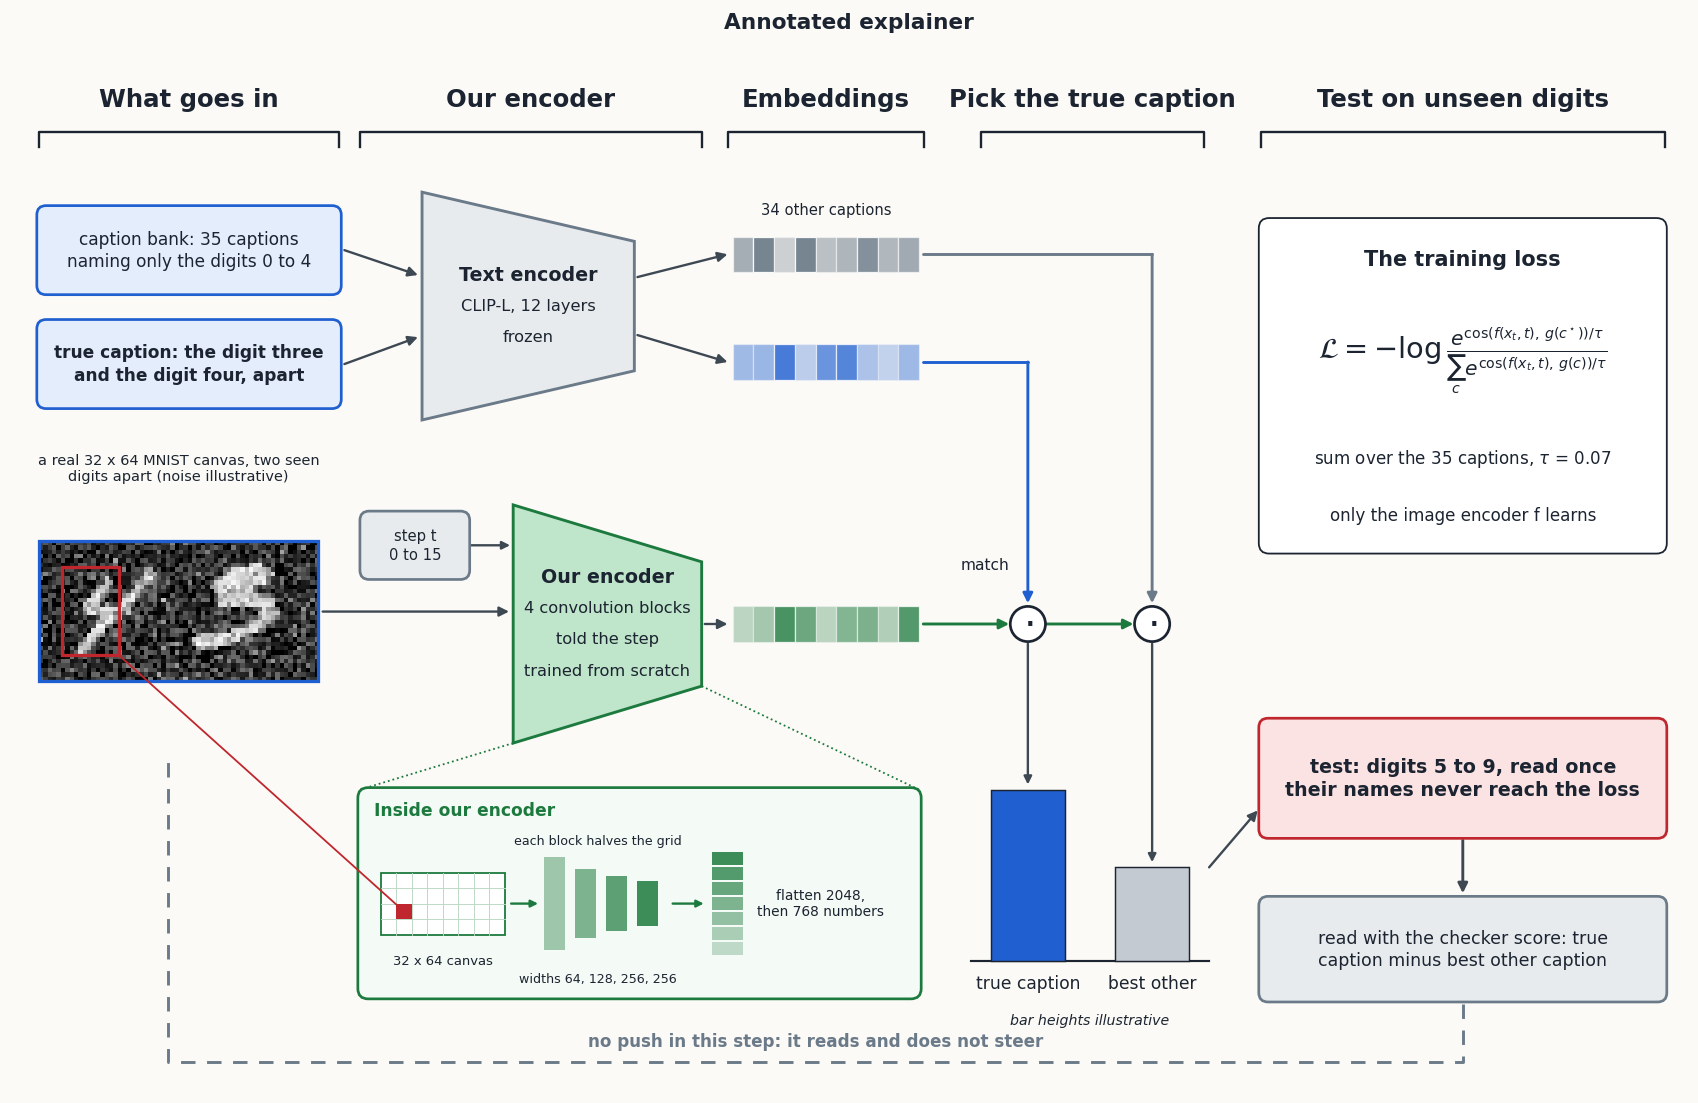 Annotated explainer
What goes in
Our encoder
Embeddings
Pick the true caption
Test on unseen digits
caption bank: 35 captions
naming only the digits 0 to 4
true caption: the digit three
and the digit four, apart
a real 32 x 64 MNIST canvas, two seen
digits apart (noise illustrative)
Text encoder
CLIP-L, 12 layers
frozen
34 other captions
step t
0 to 15
Our encoder
4 convolution blocks
told the step
trained from scratch
match
The training loss
ℒ = −log e^{cos(f(x_t, t), g(c*))/τ} / ∑_c e^{cos(f(x_t, t), g(c))/τ}
sum over the 35 captions, τ = 0.07
only the image encoder f learns
Inside our encoder
each block halves the grid
32 x 64 canvas
widths 64, 128, 256, 256
flatten 2048,
then 768 numbers
true caption
best other
bar heights illustrative
test: digits 5 to 9, read once
their names never reach the loss
read with the checker score: true
caption minus best other caption
no push in this step: it reads and does not steer